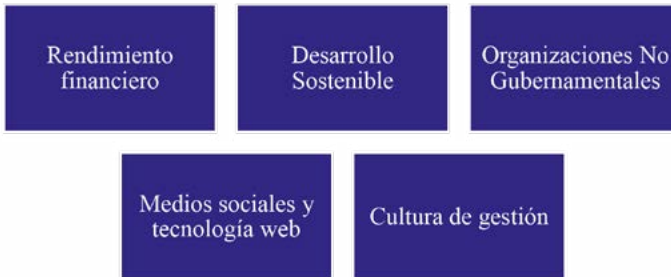 Rendimiento
financiero
Desarrollo
Sostenible
Organizaciones No
Gubernamentales
Medios sociales y
tecnología web
Cultura de gestión